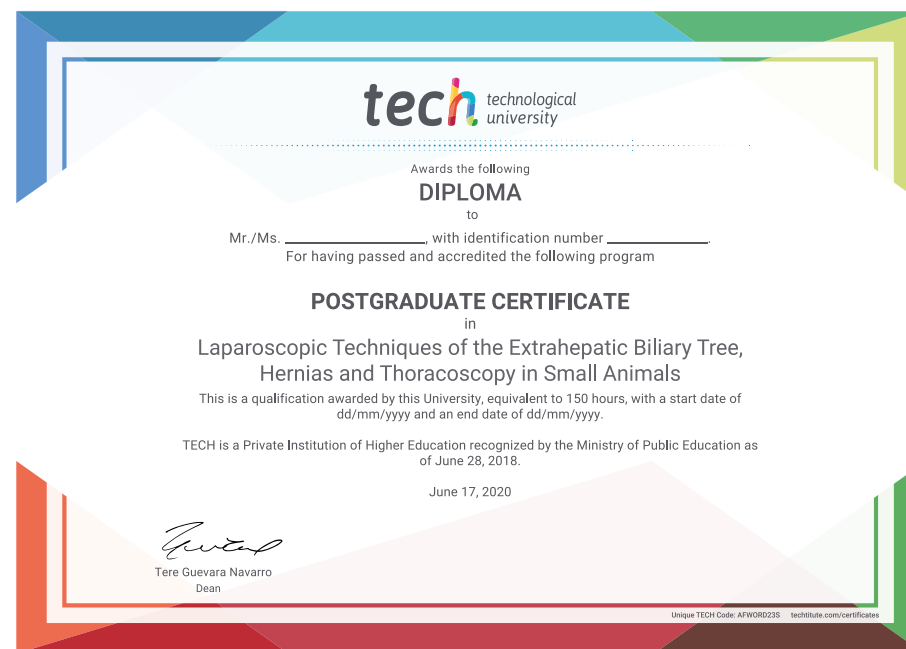 tech technological
university
Awards the following
DIPLOMA
to
Mr./Ms. ____________, with identification number ____________.
For having passed and accredited the following program
POSTGRADUATE CERTIFICATE
in
Laparoscopic Techniques of the Extrahepatic Biliary Tree,
Hernias and Thoracoscopy in Small Animals
This is a qualification awarded by this University, equivalent to 150 hours, with a start date of
dd/mm/yyyy and an end date of dd/mm/yyyy.
TECH is a Private Institution of Higher Education recognized by the Ministry of Public Education as
of June 28, 2018.
June 17, 2020
Tere Guevara Navarro
Dean
Unique TECH Code: AFWORD23S techtitute.com/certificates